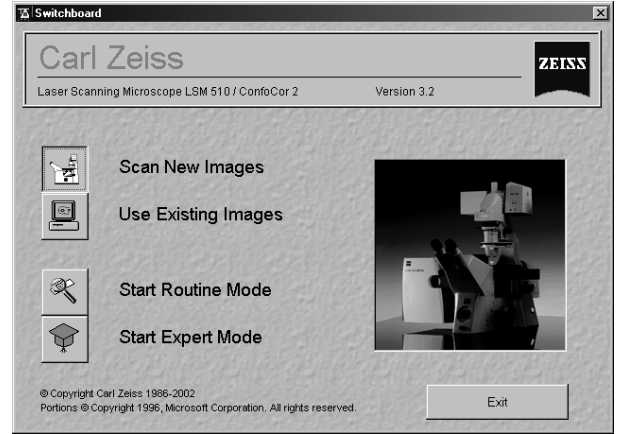 Switchboard
Carl Zeiss
ZEISS
Laser Scanning Microscope LSM 510 / ConfoCor 2 Version 3.2
Scan New Images
Use Existing Images
Start Routine Mode
Start Expert Mode
© Copyright Carl Zeiss 1986-2002
Portions © Copyright 1996, Microsoft Corporation. All rights reserved.
Exit